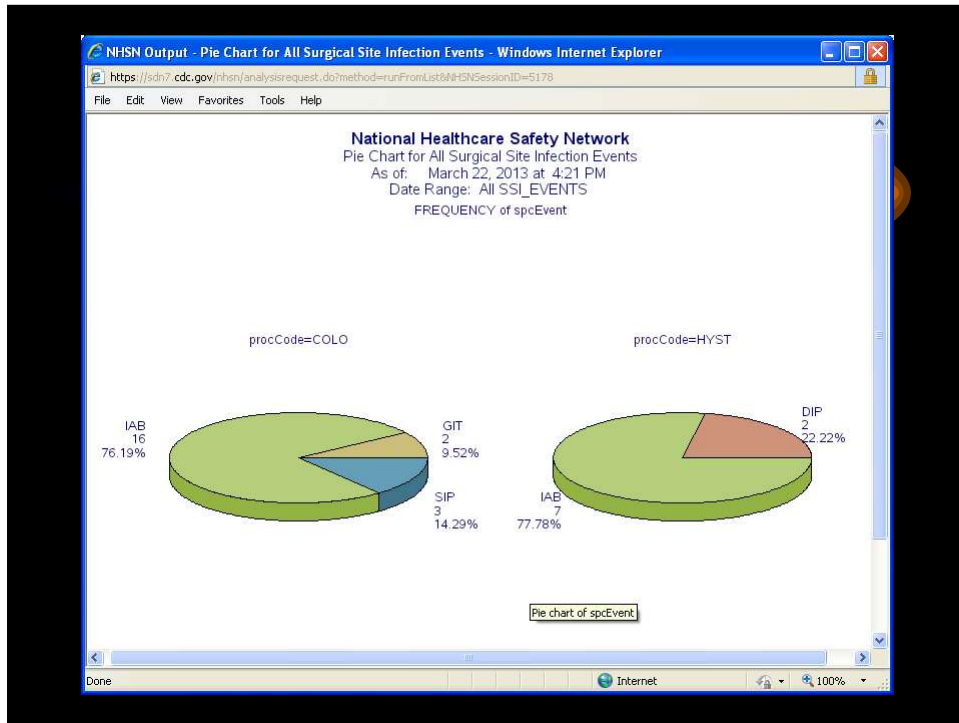 NHSN Output - Pie Chart for All Surgical Site Infection Events - Windows Internet Explorer
https://sdn7.cdc.gov/nhsn/analysisrequest.do?method=runFromList&NHSNSessionID=5178
File Edit View Favorites Tools Help
National Healthcare Safety Network
Pie Chart for All Surgical Site Infection Events
As of: March 22, 2013 at 4:21 PM
Date Range: All SSI_EVENTS
FREQUENCY of spcEvent
procCode=COLO
IAB
16
76.19%
GIT
2
9.52%
SIP
3
14.29%
procCode=HYST
DIP
2
22.22%
IAB
7
77.78%
Pie chart of spcEvent
Done
Internet
100%